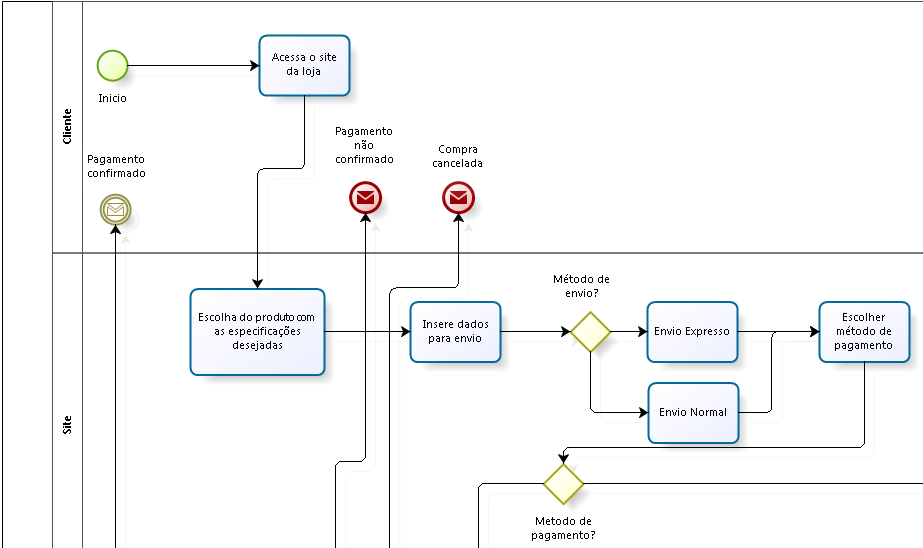 Cliente
Acessa o site
da loja
Inicio
Pagamento
não
confirmado
Compra
cancelada
Pagamento
confirmado
Site
Método de
envio?
Escolha do produto com
as especificações
desejadas
Insere dados
para envio
Envio Expresso
Escolher
método de
pagamento
Envio Normal
Metodo de
pagamento?